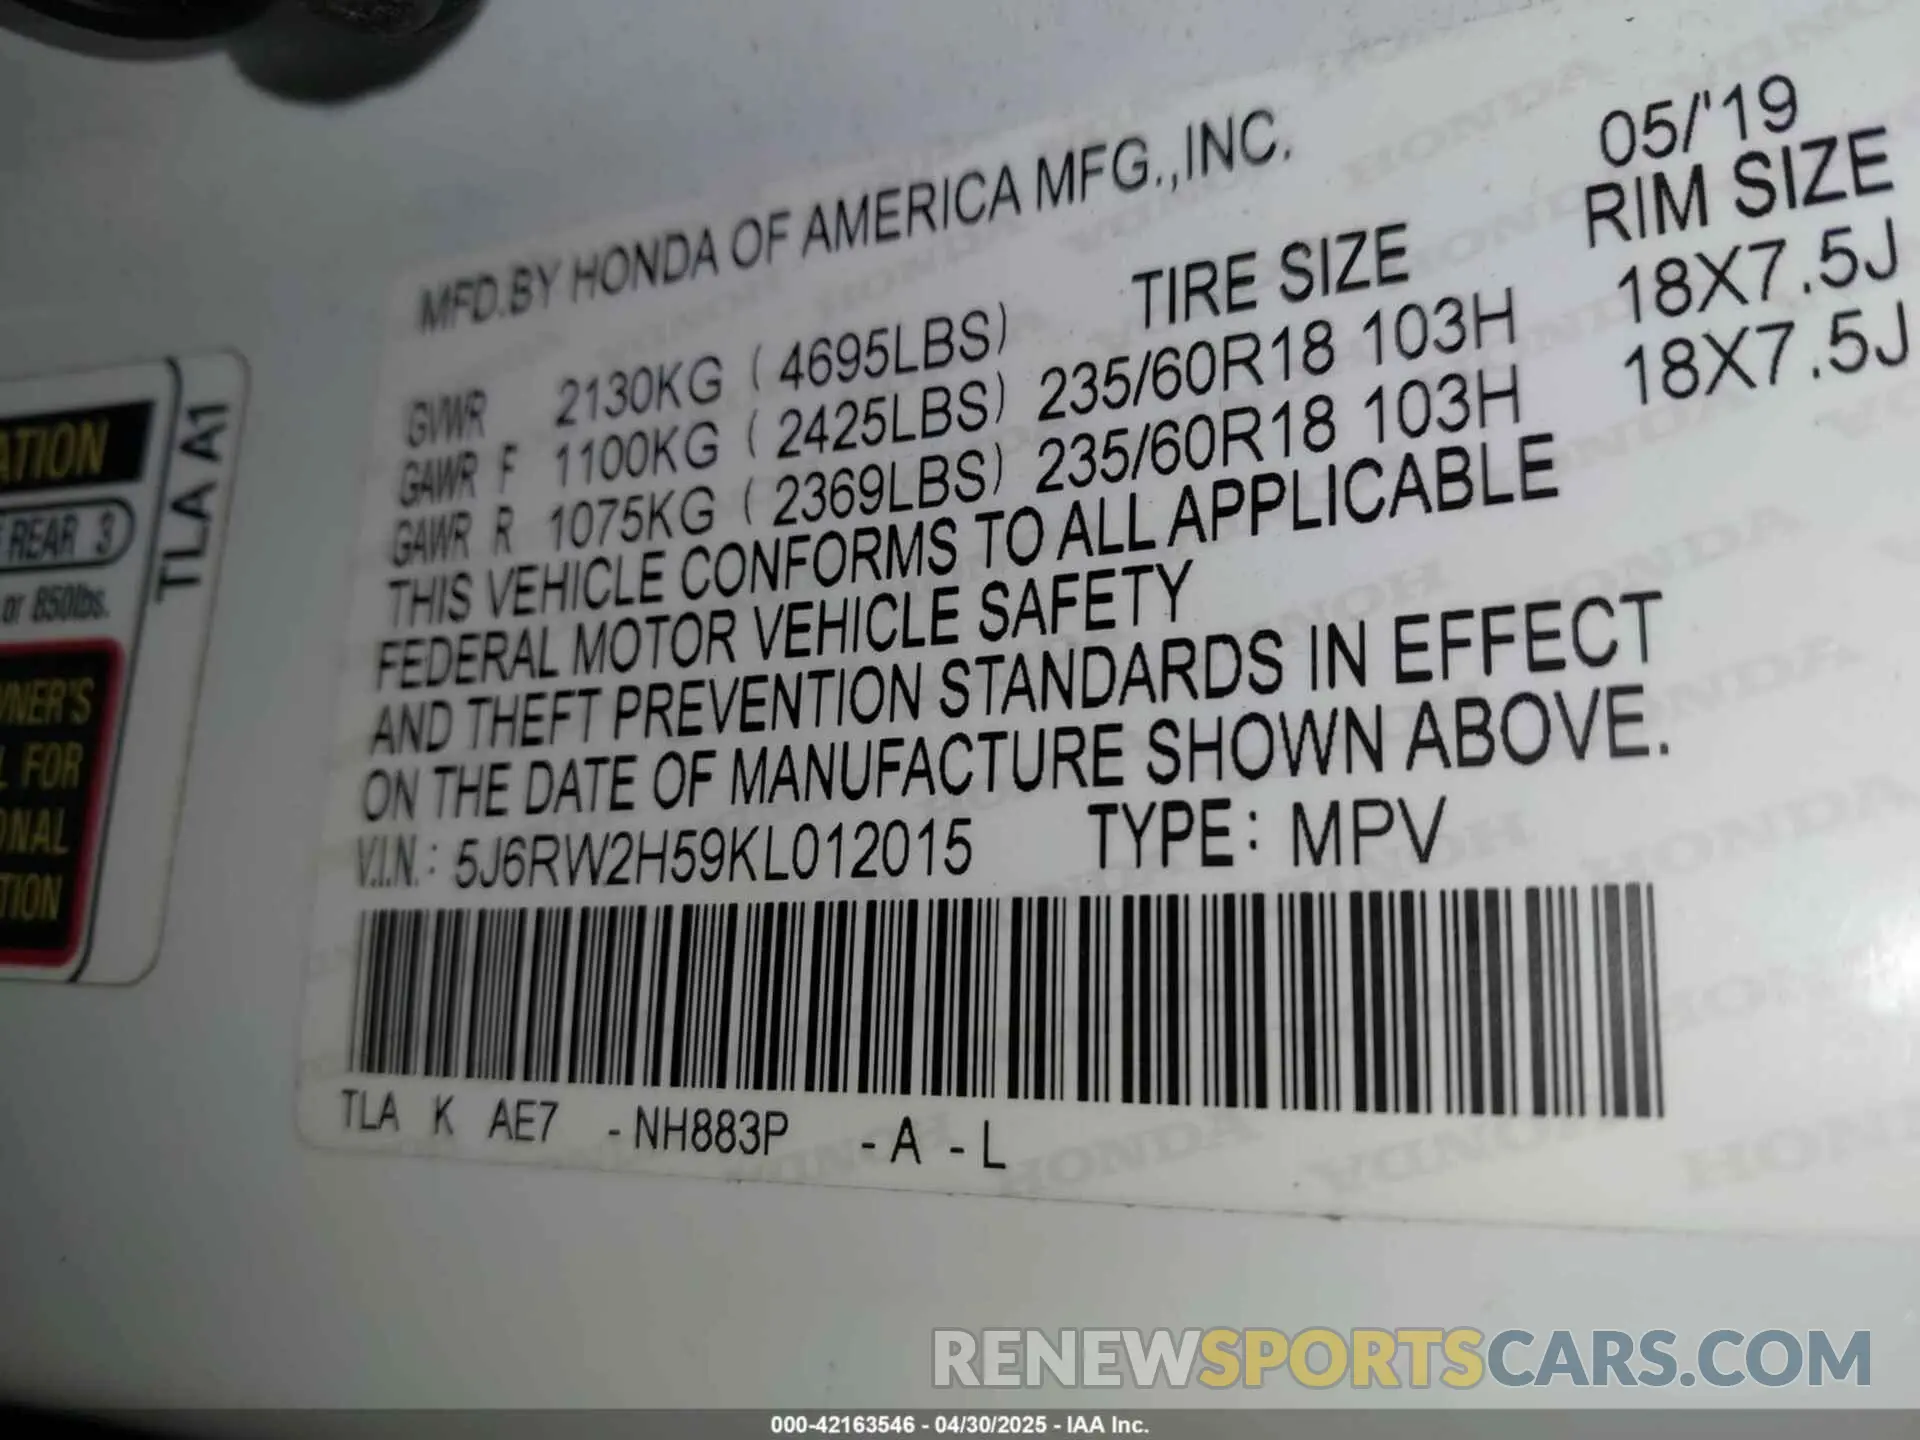 MFD.BY HONDA OF AMERICA MFG.,INC. 05/'19
TIRE SIZE RIM SIZE
GVWR 2130KG ( 4695LBS)
GAWR F 1100KG ( 2425LBS) 235/60R18 103H 18X7.5J
GAWR R 1075KG ( 2369LBS) 235/60R18 103H 18X7.5J
THIS VEHICLE CONFORMS TO ALL APPLICABLE
FEDERAL MOTOR VEHICLE SAFETY
AND THEFT PREVENTION STANDARDS IN EFFECT
ON THE DATE OF MANUFACTURE SHOWN ABOVE.
V.I.N.: 5J6RW2H59KL012015 TYPE: MPV
TLA K AE7 -NH883P -A -L
TLA A1
REAR 3
or 850lbs.
FOR
RENEWSPORTSCARS.COM
000-42163546 - 04/30/2025 - IAA Inc.